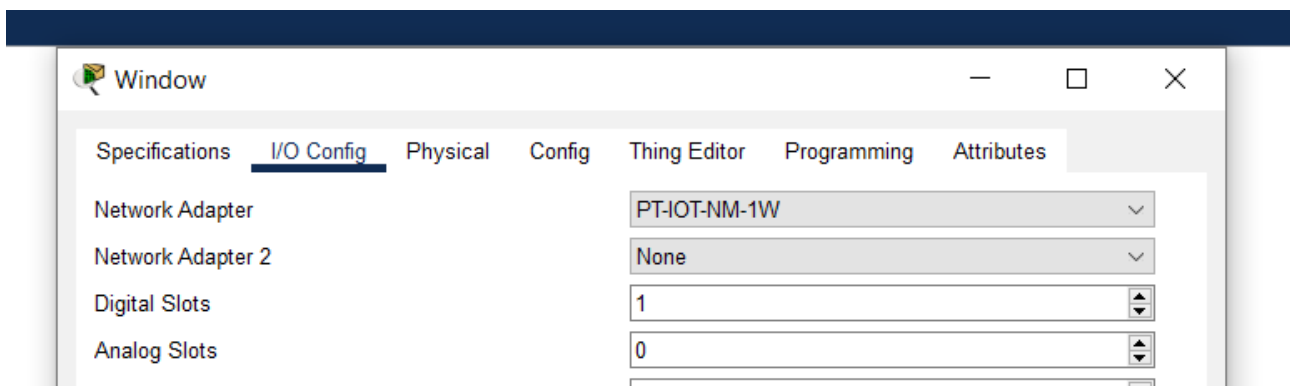 Window
Specifications I/O Config Physical Config Thing Editor Programming Attributes
Network Adapter PT-IOT-NM-1W
Network Adapter 2 None
Digital Slots 1
Analog Slots 0